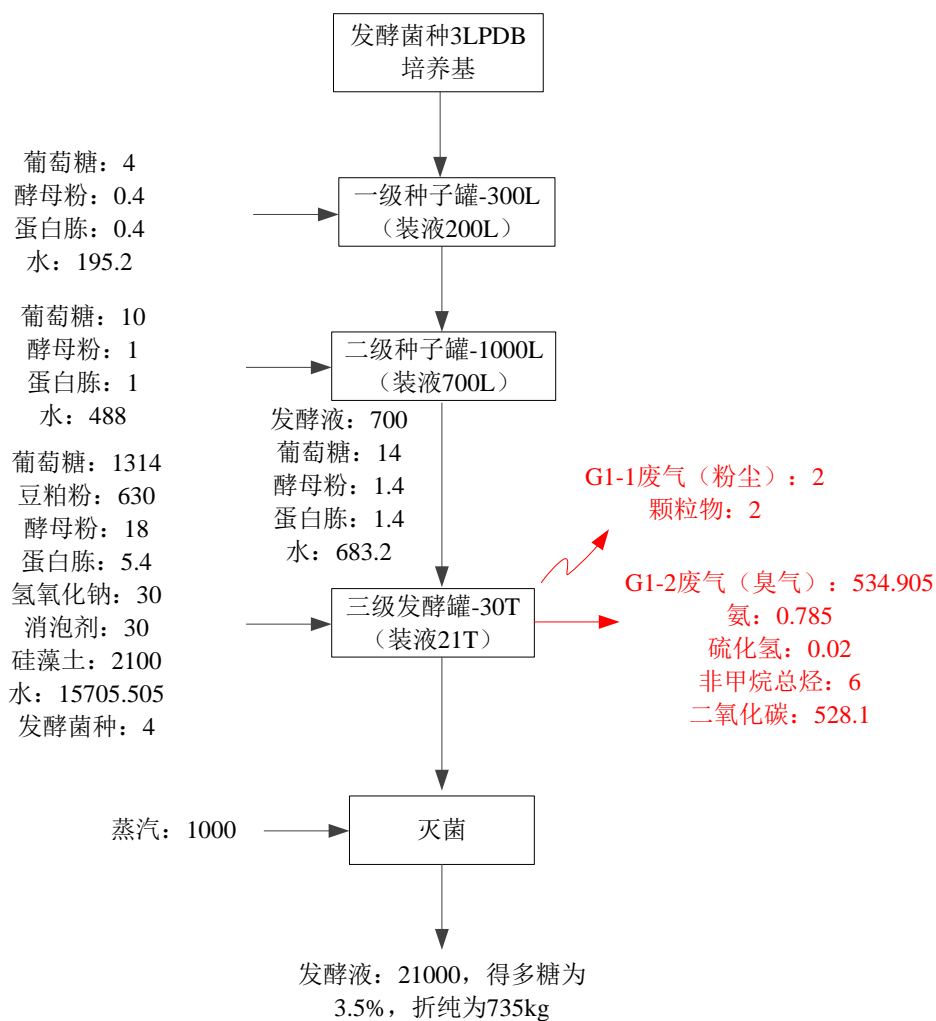 发酵菌种3LPDB
培养基
葡萄糖：4
酵母粉：0.4
蛋白胨：0.4
水：195.2
一级种子罐-300L
（装液200L）
葡萄糖：10
酵母粉：1
蛋白胨：1
水：488
二级种子罐-1000L
（装液700L）
发酵液：700
葡萄糖：14
酵母粉：1.4
蛋白胨：1.4
水：683.2
葡萄糖：1314
豆粕粉：630
酵母粉：18
蛋白胨：5.4
氢氧化钠：30
消泡剂：30
硅藻土：2100
水：15705.505
发酵菌种：4
三级发酵罐-30T
（装液21T）
G1-1废气（粉尘）：2
颗粒物：2
G1-2废气（臭气）：534.905
氨：0.785
硫化氢：0.02
非甲烷总烃：6
二氧化碳：528.1
蒸汽：1000
灭菌
发酵液：21000，得多糖为
3.5%，折纯为735kg